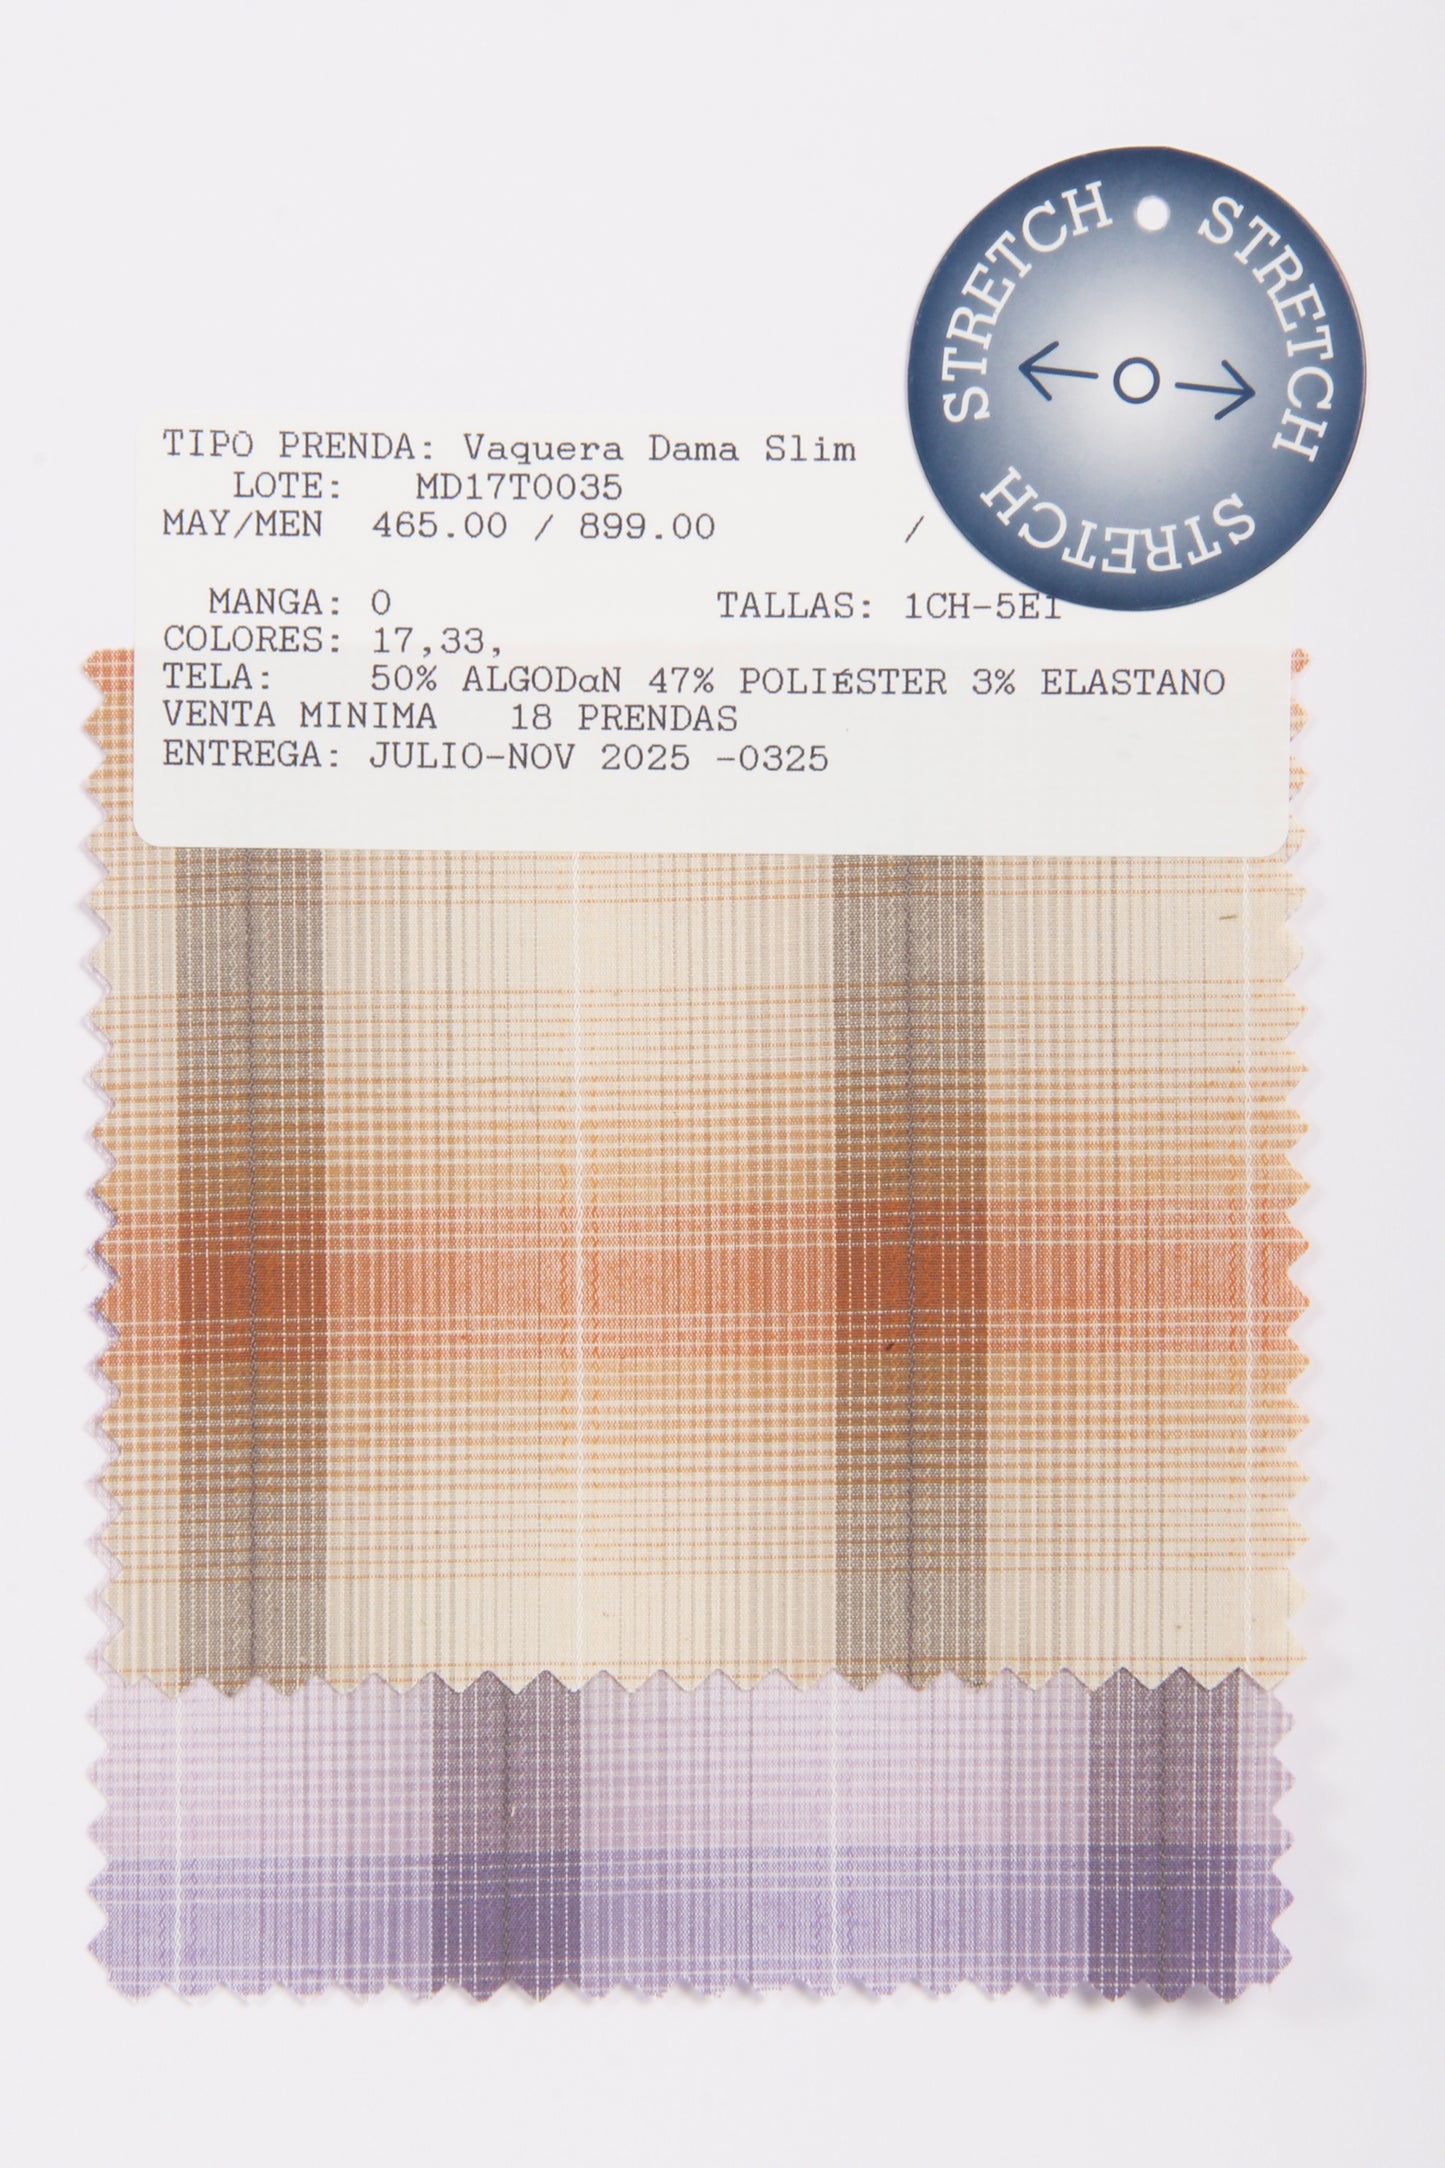 STRETCH STRETCH STRETCH
TIPO PRENDA: Vaquera Dama Slim
LOTE: MD17T0035
MAY/MEN 465.00 / 899.00 /
MANGA: 0 TALLAS: 1CH-5E1
COLORES: 17,33,
TELA: 50% ALGODαN 47% POLIÉSTER 3% ELASTANO
VENTA MINIMA 18 PRENDAS
ENTREGA: JULIO-NOV 2025 -0325